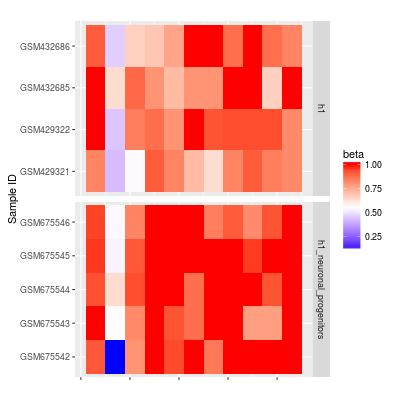 GSM432686
GSM432685
GSM429322
GSM429321
h1
GSM675546
GSM675545
GSM675544
GSM675543
GSM675542
h1_neuronal_progenitors
Sample ID
beta
1.00
0.75
0.50
0.25